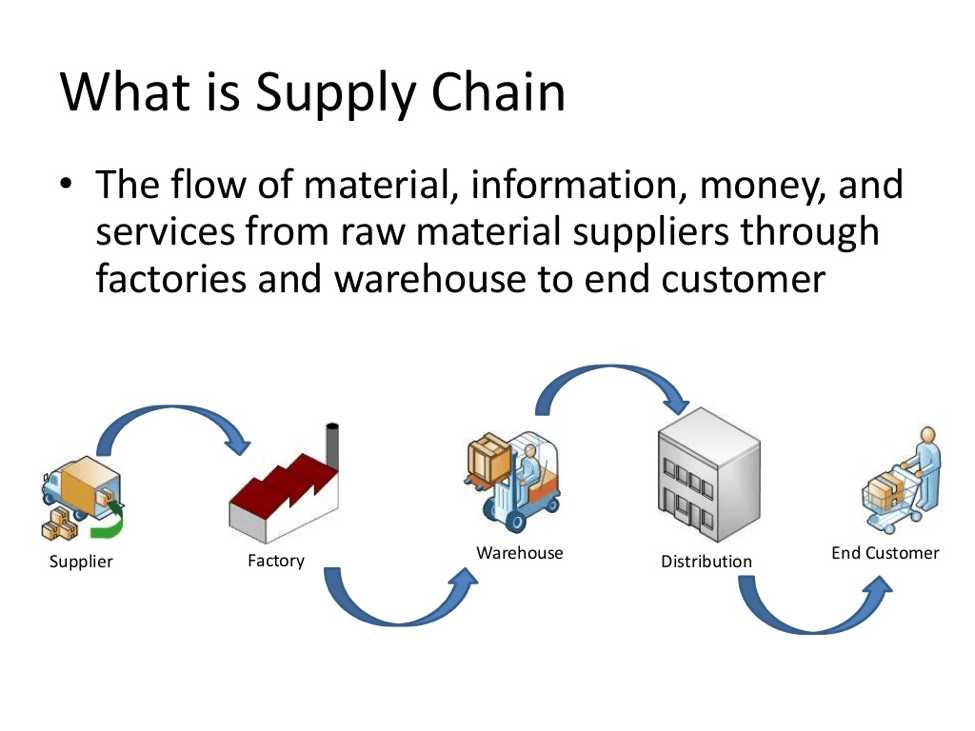 What is Supply Chain
• The flow of material, information, money, and
services from raw material suppliers through
factories and warehouse to end customer
Supplier
Factory
Warehouse
Distribution
End Customer